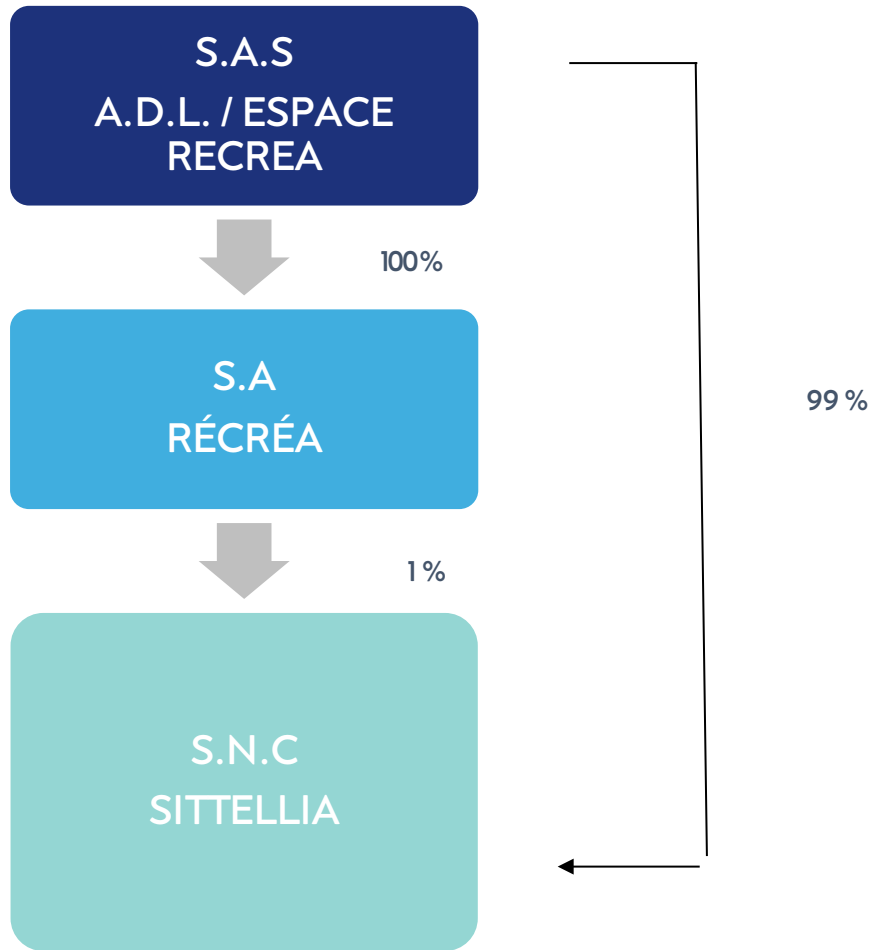 S.A.S
A.D.L. / ESPACE
RECREA
100%
S.A
RÉCRÉA
99 %
1 %
S.N.C
SITTELLIA